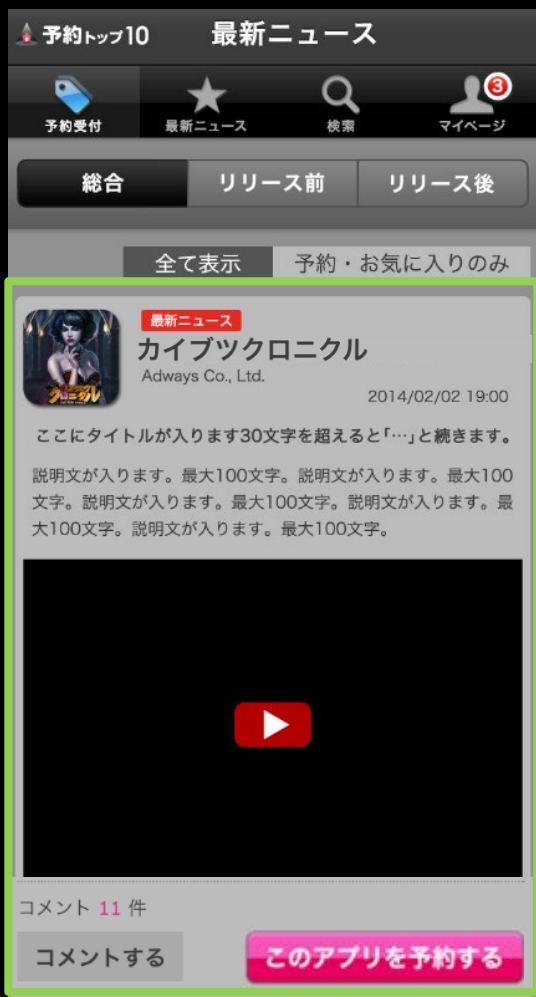 予約トップ10 最新ニュース
3
予約受付 最新ニュース 検索 マイページ
総合 リリース前 リリース後
全て表示 予約・お気に入りのみ
最新ニュース
カイブツクロニクル
Adways Co., Ltd.
2014/02/02 19:00
ここにタイトルが入ります30文字を超えると「…」と続きます。
説明文が入ります。最大100文字。説明文が入ります。最大100
文字。説明文が入ります。最大100文字。説明文が入ります。最
大100文字。説明文が入ります。最大100文字。
コメント 11 件
コメントする このアプリを予約する